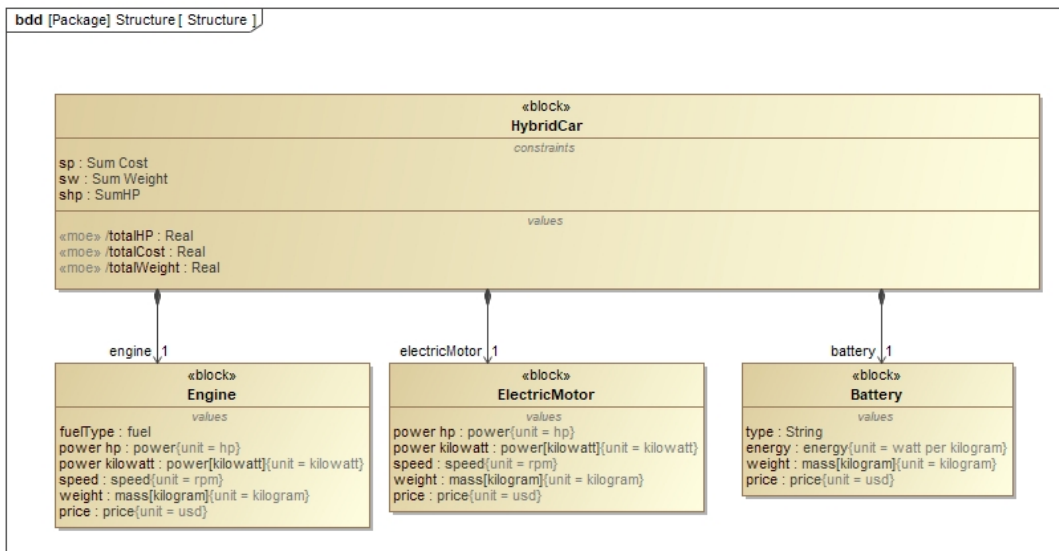 bdd [Package] Structure [ Structure ]
«block»
HybridCar
constraints
sp : Sum Cost
sw : Sum Weight
shp : SumHP
values
«moe» /totalHP : Real
«moe» /totalCost : Real
«moe» /totalWeight : Real
engine 1
electricMotor 1
battery 1
«block»
Engine
values
fuelType : fuel
power hp : power{unit = hp}
power kilowatt : power[kilowatt]{unit = kilowatt}
speed : speed{unit = rpm}
weight : mass[kilogram]{unit = kilogram}
price : price{unit = usd}
«block»
ElectricMotor
values
power hp : power{unit = hp}
power kilowatt : power[kilowatt]{unit = kilowatt}
speed : speed{unit = rpm}
weight : mass[kilogram]{unit = kilogram}
price : price{unit = usd}
«block»
Battery
values
type : String
energy : energy{unit = watt per kilogram}
weight : mass[kilogram]{unit = kilogram}
price : price{unit = usd}